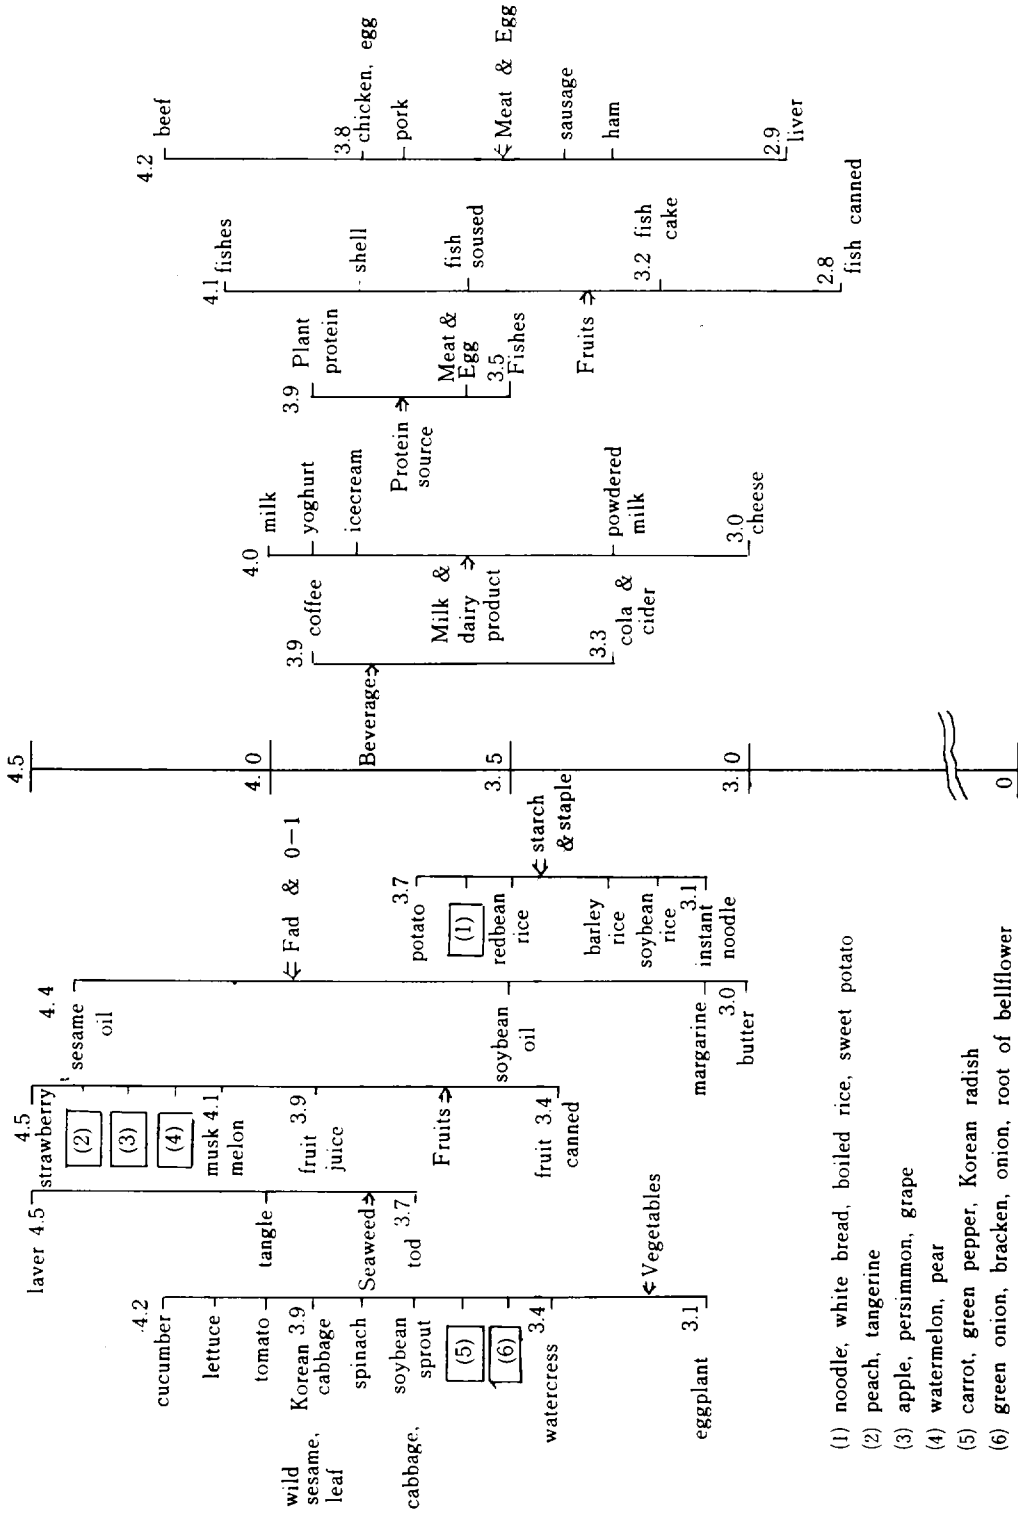 4.2 beef
3.8
chicken, egg
pork
Meat & Egg
sausage
ham
2.9
liver
4.1
fishes
shell
fish
soused
Fruits
3.2 fish
cake
2.8
fish canned
3.9 Plant
protein
Protein
source
Meat &
Egg
3.5
Fishes
4.0 milk
yoghurt
icecream
Milk &
dairy
product
powdered
milk
3.0
cheese
3.9 coffee
Beverage
3.3
cola &
cider
4.5
4.0
3.5
3.0
0
3.7
potato
(1)
redbean
rice
starch
& staple
barley
rice
soybean
rice
3.1
instant
noodle
4.4
sesame
oil
Fad & 0-1
soybean
oil
margarine
3.0
butter
4.5
strawberry
(2)
(3)
(4)
musk 4.1
melon
fruit 3.9
juice
Fruits
fruit 3.4
canned
laver 4.5
tangle
Seaweed
tod 3.7
4.2
cucumber
lettuce
tomato
Korean 3.9
cabbage
wild
sesame,
leaf
spinach
soybean
sprout
cabbage,
(5)
(6)
3.4
watercress
Vegetables
3.1
eggplant
(1) noodle, white bread, boiled rice, sweet potato
(2) peach, tangerine
(3) apple, persimmon, grape
(4) watermelon, pear
(5) carrot, green pepper, Korean radish
(6) green onion, bracken, onion, root of bellflower